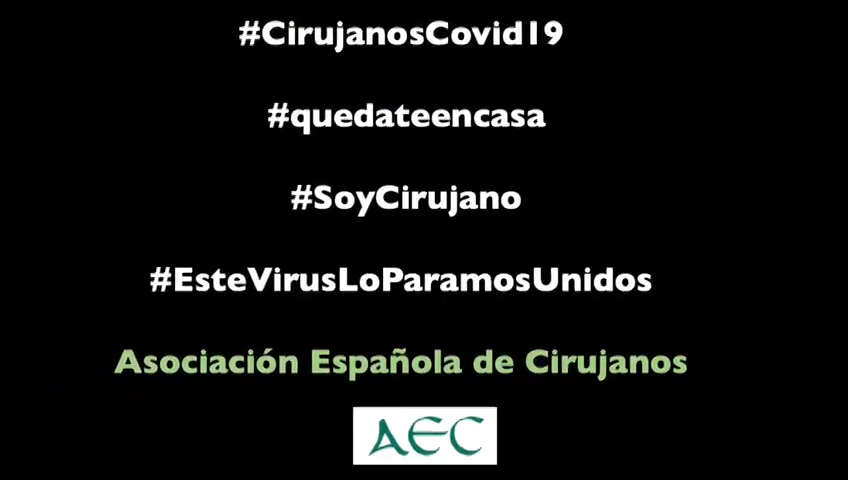 #CirujanosCovid19
#quedateencasa
#SoyCirujano
#EsteVirusLoParamosUnidos
Asociación Española de Cirujanos
AEC